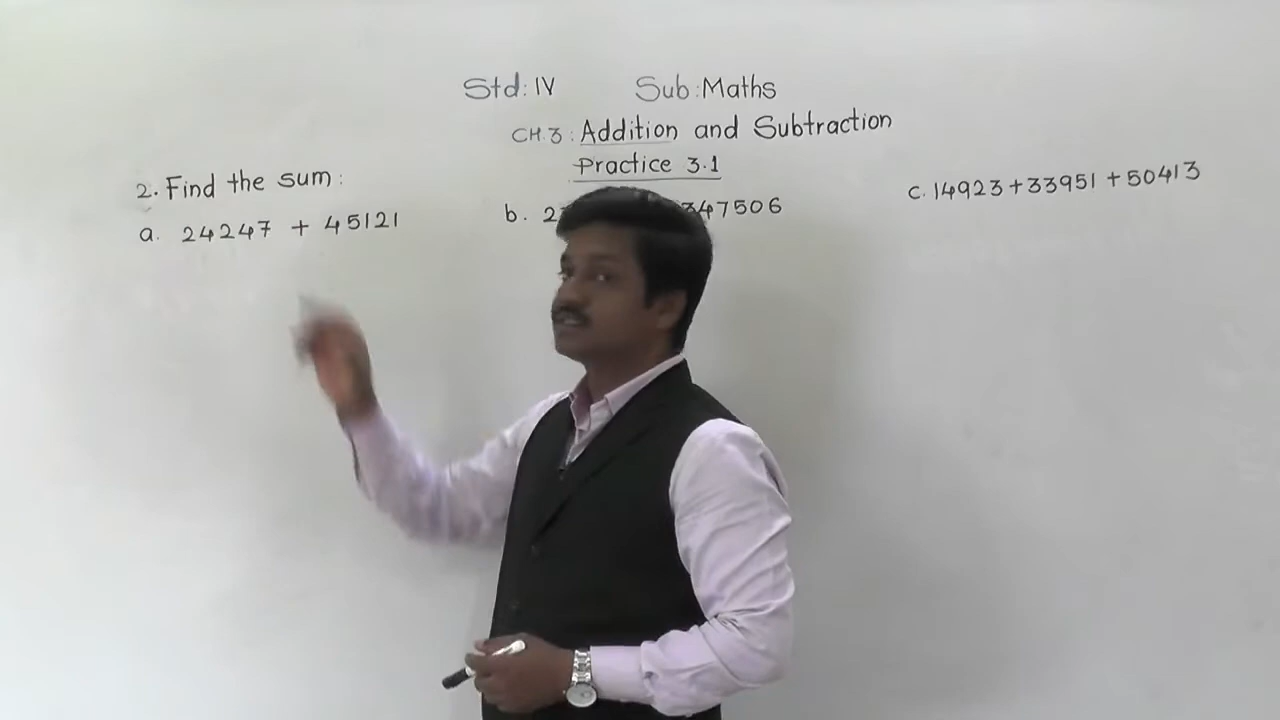 Std: IV Sub: Maths
CH.3: Addition and Subtraction
Practice 3.1
2. Find the sum:
a. 24247 + 45121
b. 347506
c. 14923 + 33951 + 50413